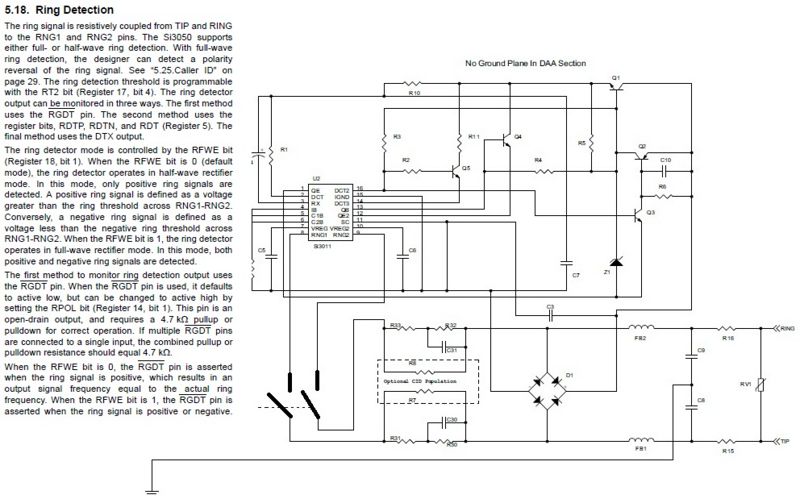 5.18. Ring Detection
The ring signal is resistively coupled from TIP and RING
to the RNG1 and RNG2 pins. The Si3050 supports
either full- or half-wave ring detection. With full-wave
ring detection, the designer can detect a polarity
reversal of the ring signal. See "5.25.Caller ID" on
page 29. The ring detection threshold is programmable
with the RT2 bit (Register 17, bit 4). The ring detector
output can be monitored in three ways. The first method
uses the RGDT pin. The second method uses the
register bits, RDTP, RDTN, and RDT (Register 5). The
final method uses the DTX output.
The ring detector mode is controlled by the RFWE bit
(Register 18, bit 1). When the RFWE bit is 0 (default
mode), the ring detector operates in half-wave rectifier
mode. In this mode, only positive ring signals are
detected. A positive ring signal is defined as a voltage
greater than the ring threshold across RNG1-RNG2.
Conversely, a negative ring signal is defined as a
voltage less than the negative ring threshold across
RNG1-RNG2. When the RFWE bit is 1, the ring detector
operates in full-wave rectifier mode. In this mode, both
positive and negative ring signals are detected.
The first method to monitor ring detection output uses
the RGDT pin. When the RGDT pin is used, it defaults
to active low, but can be changed to active high by
setting the RPOL bit (Register 14, bit 1). This pin is an
open-drain output, and requires a 4.7 kΩ pullup or
pulldown for correct operation. If multiple RGDT pins
are connected to a single input, the combined pullup or
pulldown resistance should equal 4.7 kΩ.
When the RFWE bit is 0, the RGDT pin is asserted
when the ring signal is positive, which results in an
output signal frequency equal to the actual ring
frequency. When the RFWE bit is 1, the RGDT pin is
asserted when the ring signal is positive or negative.
No Ground Plane In DAA Section
Q1
R10
R3
R11
Q4
R5
R1
R2
Q5
R4
Q2
C10
R6
Q3
U2
1 QE DCT2 16
2 DCT IGND 15
3 RX DCT3 14
4 IB QB 13
5 C1B QE2 12
6 C2B SC 11
7 VREG VREG2 10
8 RNG1 RNG2 9
Si3011
C5
C6
C7
Z1
C3
R33
R32
C31
R8
Optional CID Population
R7
C30
R31
R30
D1
FB2
R16
RING
C9
RV1
C8
FB1
R15
TIP